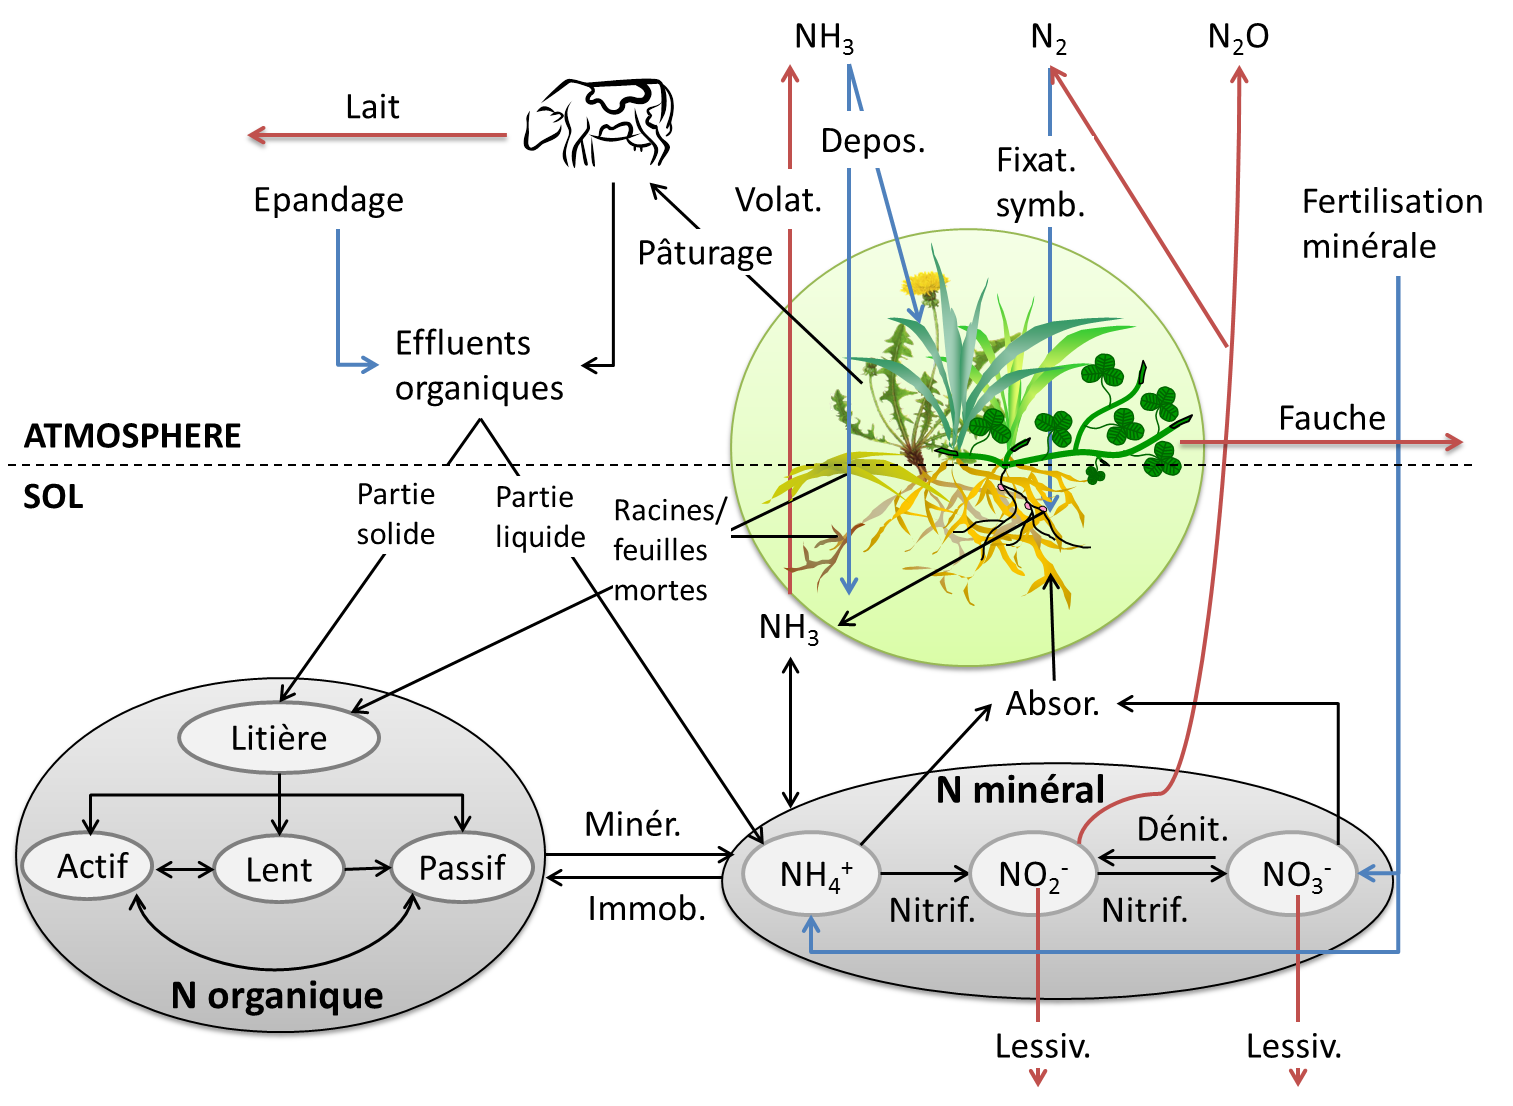 NH₃
N₂
N₂O
Lait
Depos.
Fixat.
symb.
Epandage
Volat.
Fertilisation
minérale
Pâturage
Effluents
organiques
Fauche
ATMOSPHERE
SOL
Partie
solide
Partie
liquide
Racines/
feuilles
mortes
NH₃
Absor.
Litière
N minéral
Minér.
Dénit.
Actif
Lent
Passif
NH₄⁺
NO₂⁻
NO₃⁻
Immob.
Nitrif.
Nitrif.
N organique
Lessiv.
Lessiv.